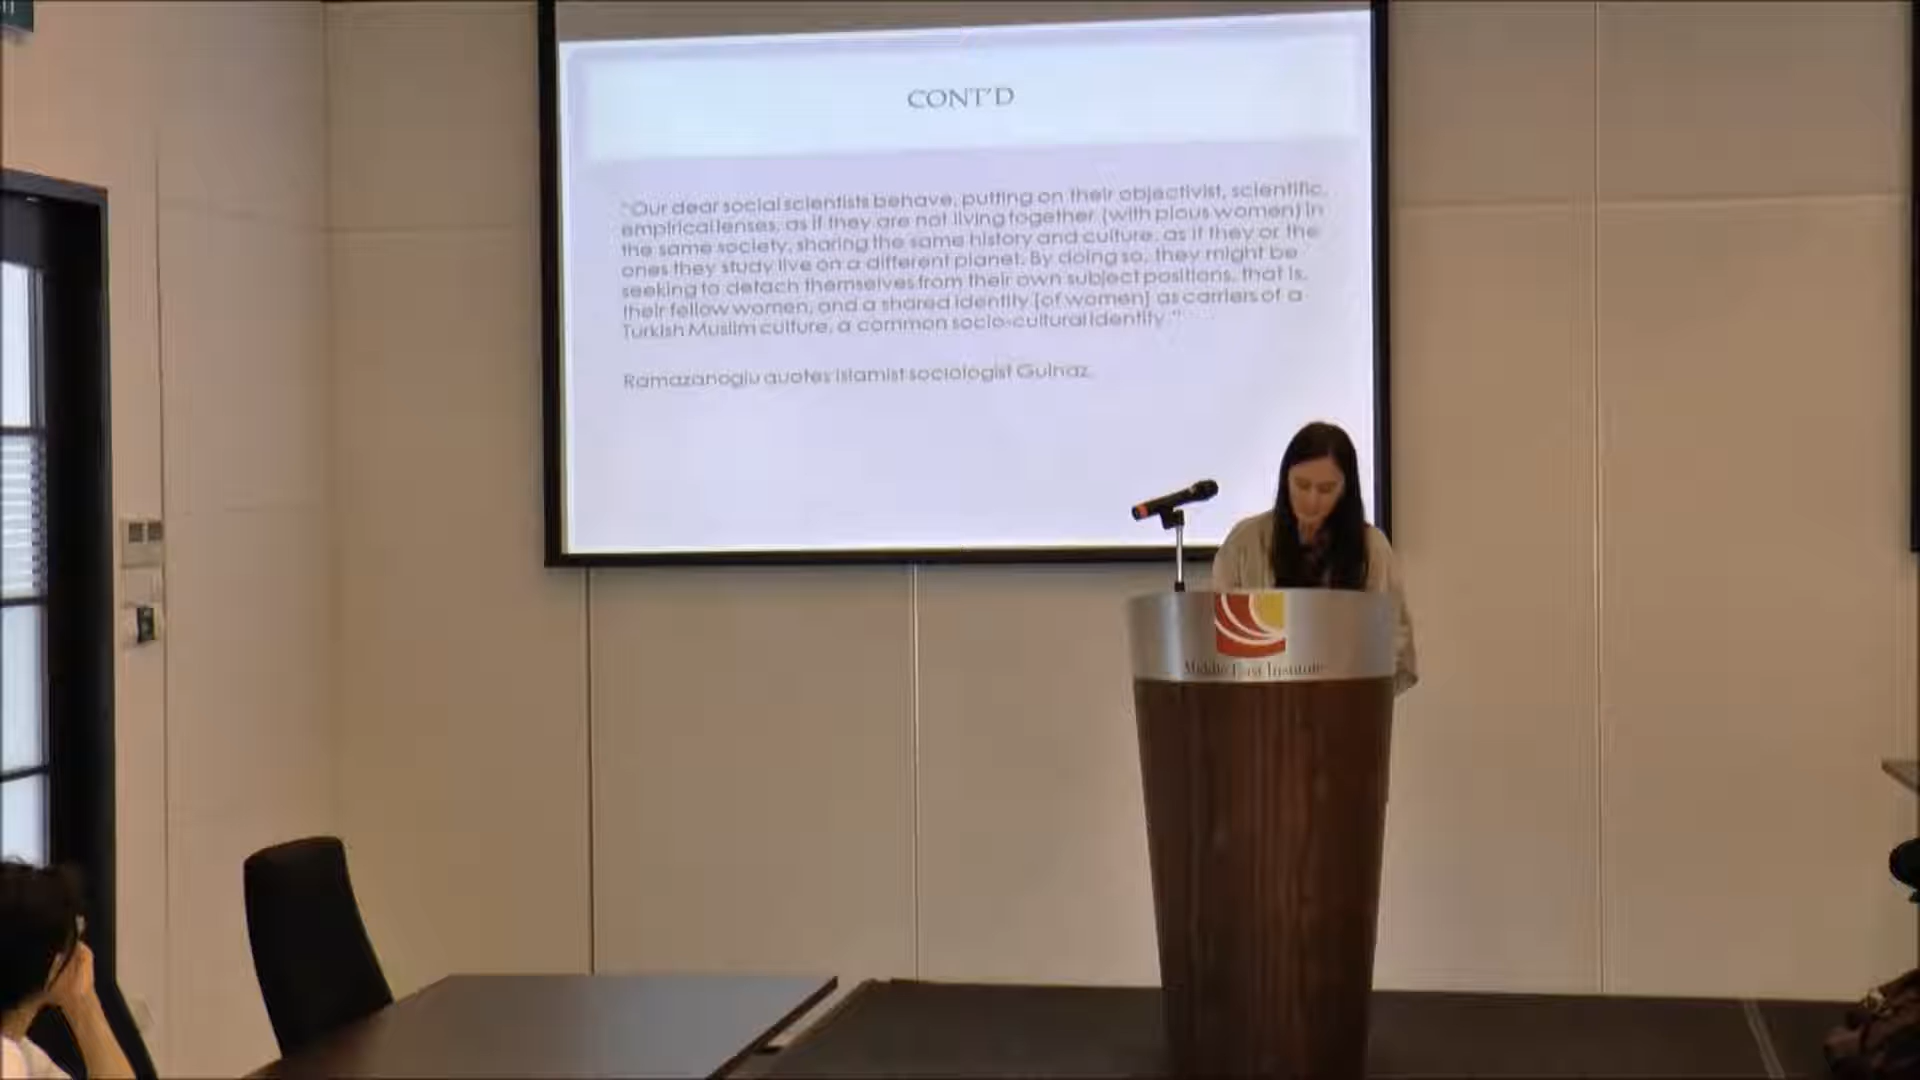 CONT'D
"Our dear social scientists behave, putting on their objectivist, scientific,
empirical lenses, as if they are not living together (with pious women) in
the same society, sharing the same history and culture, as if they or the
ones they study live on a different planet. By doing so, they might be
seeking to detach themselves from their own subject positions, that is,
their fellow women, and a shared identity [of women] as carriers of a
Turkish Muslim culture, a common socio-cultural identity."
Ramazanoglu quotes Islamist sociologist Gulnaz.
Middle East Institute